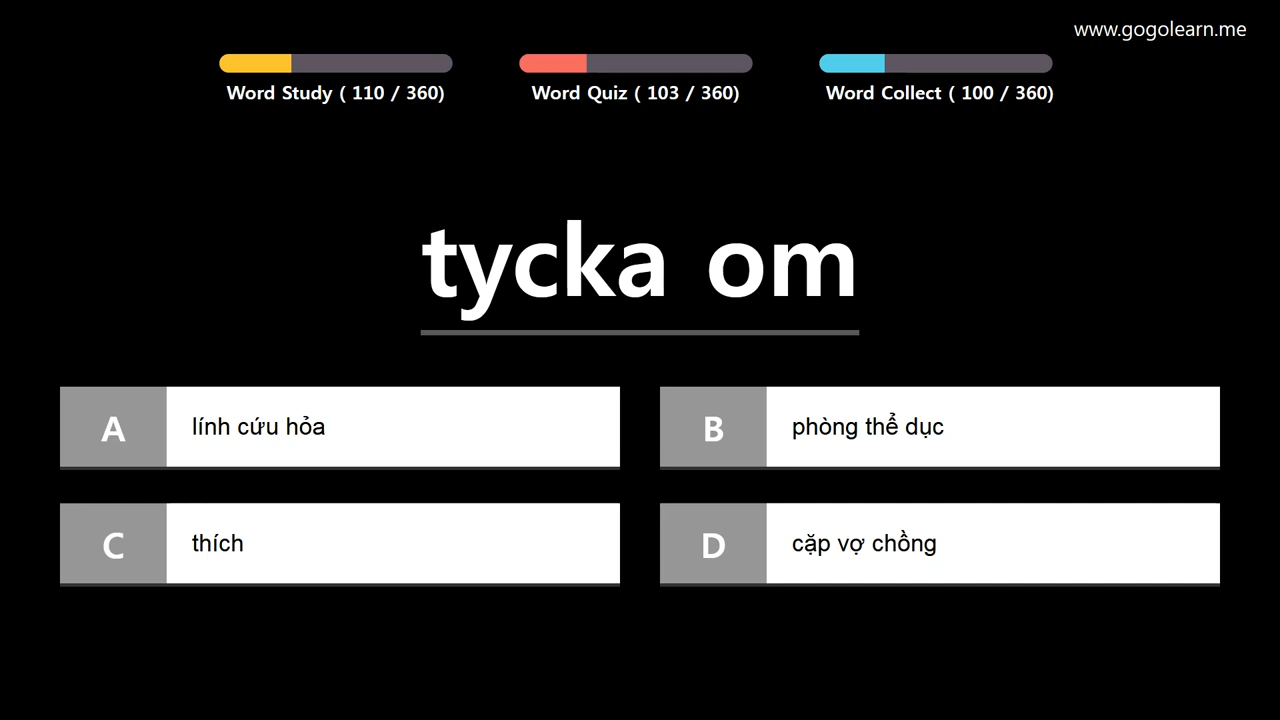 www.gogolearn.me
Word Study ( 110 / 360)
Word Quiz ( 103 / 360)
Word Collect ( 100 / 360)
tycka om
A
lính cứu hỏa
B
phòng thể dục
C
thích
D
cặp vợ chồng